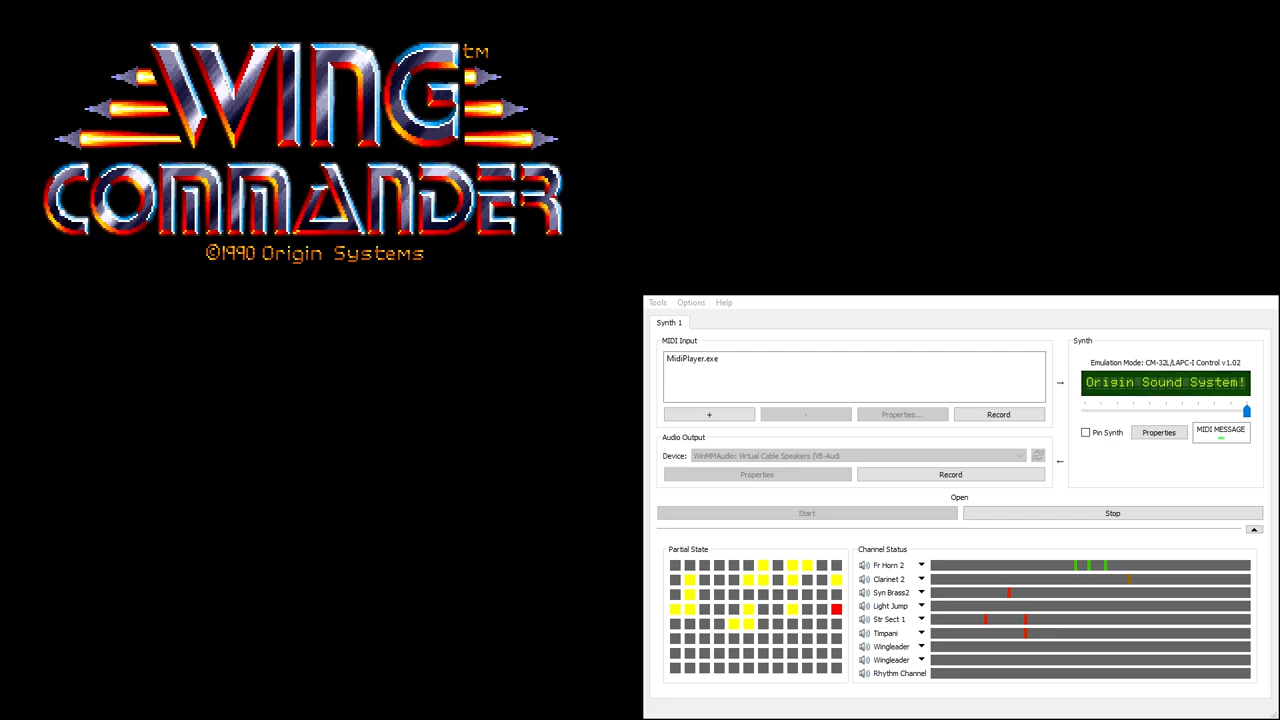 WING™
COMMANDER
©1990 Origin Systems
Tools Options Help
Synth 1
MIDI Input
MidiPlayer.exe
+ - Properties... Record
Audio Output
Device: WinMMAudio: Virtual Cable Speakers (VB-Audi
Properties Record
Synth
Emulation Mode: CM-32L/LAPC-I Control v1.02
Origin Sound System!
Pin Synth Properties MIDI MESSAGE
Open
Start Stop
Partial State
Channel Status
Fr Horn 2
Clarinet 2
Syn Brass2
Light Jump
Str Sect 1
Timpani
Wingleader
Wingleader
Rhythm Channel